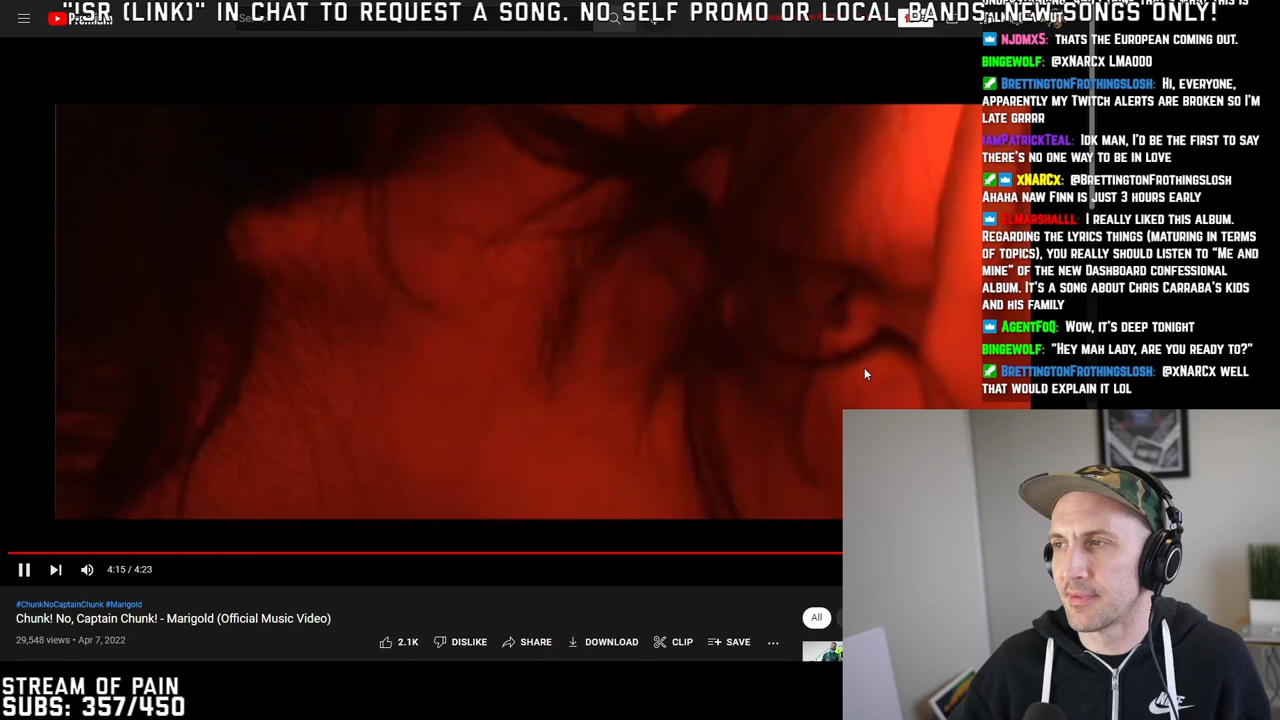 "!SR (LINK)" IN CHAT TO REQUEST A SONG. NO SELF PROMO OR LOCAL BANDS. NEW SONGS ONLY!
Premium
NJDMX5: THATS THE EUROPEAN COMING OUT.
BINGEWOLF: @XNARCX LMAOOO
BRETTINGTONFROTHINGSLOSH: HI, EVERYONE,
APPARENTLY MY TWITCH ALERTS ARE BROKEN SO I'M
LATE GRRRR
IAMPATRICKTEAL: IDK MAN, I'D BE THE FIRST TO SAY
THERE'S NO ONE WAY TO BE IN LOVE
XNARCX: @BRETTINGTONFROTHINGSLOSH
AHAHA NAW FINN IS JUST 3 HOURS EARLY
ELMARSHALLL: I REALLY LIKED THIS ALBUM.
REGARDING THE LYRICS THINGS (MATURING IN TERMS
OF TOPICS), YOU REALLY SHOULD LISTEN TO "ME AND
MINE" OF THE NEW DASHBOARD CONFESSIONAL
ALBUM. IT'S A SONG ABOUT CHRIS CARRABA'S KIDS
AND HIS FAMILY
AGENTFOQ: WOW, IT'S DEEP TONIGHT
BINGEWOLF: "HEY MAH LADY, ARE YOU READY TO?"
BRETTINGTONFROTHINGSLOSH: @XNARCX WELL
THAT WOULD EXPLAIN IT LOL
4:15 / 4:23
#ChunkNoCaptainChunk #Marigold
Chunk! No, Captain Chunk! - Marigold (Official Music Video)
29,548 views • Apr 7, 2022
2.1K DISLIKE SHARE DOWNLOAD CLIP SAVE ...
All
STREAM OF PAIN
SUBS: 357/450
NIKE